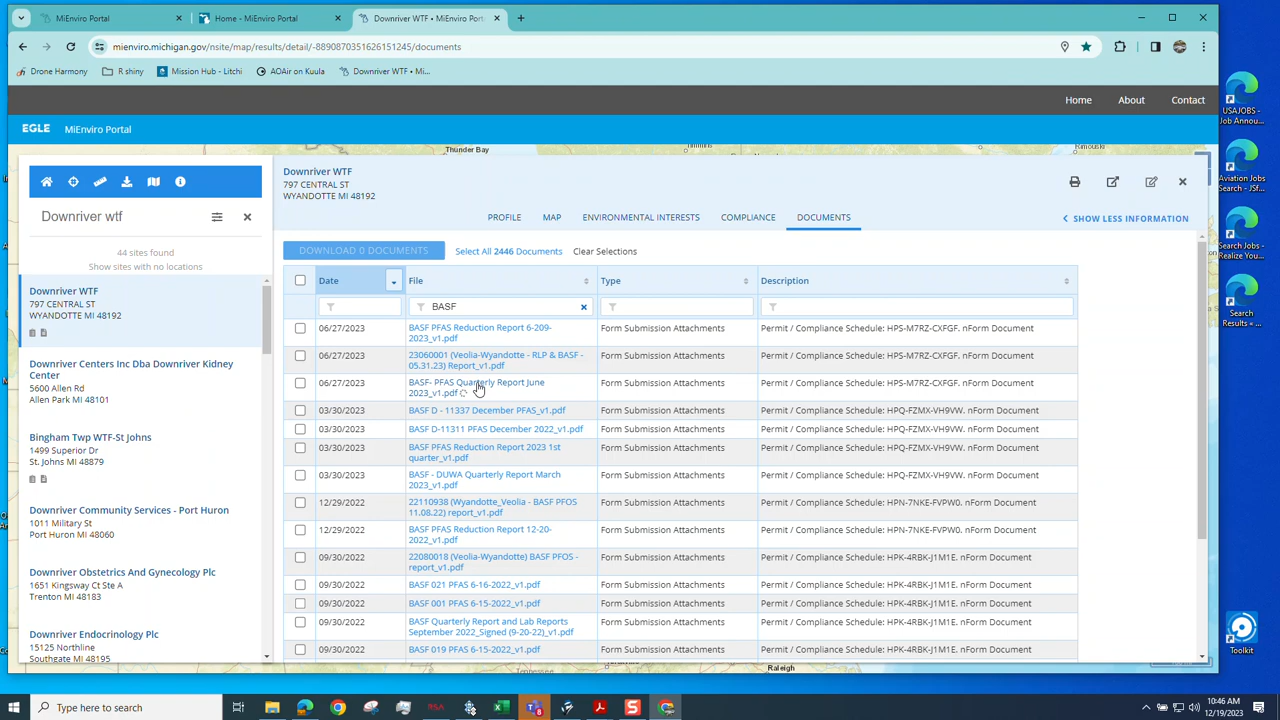 MiEnviro Portal
Home - MiEnviro Portal
Downriver WTF • MiEnviro Portal
mienviro.michigan.gov/nsite/map/results/detail/-8890870351626151245/documents
Drone Harmony
R shiny
Mission Hub - Litchi
AOAir on Kuula
Downriver WTF • Mi...
Home About Contact
EGLE MiEnviro Portal
Thunder Bay
Downriver wtf
44 sites found
Show sites with no locations
Downriver WTF
797 CENTRAL ST
WYANDOTTE MI 48192
Downriver Centers Inc Dba Downriver Kidney
Center
5600 Allen Rd
Allen Park MI 48101
Bingham Twp WTF-St Johns
1499 Superior Dr
St. Johns MI 48879
Downriver Community Services - Port Huron
1011 Military St
Port Huron MI 48060
Downriver Obstetrics And Gynecology Plc
1651 Kingsway Ct Ste A
Trenton MI 48183
Downriver Endocrinology Plc
15125 Northline
Southgate MI 48195
Downriver WTF
797 CENTRAL ST
WYANDOTTE MI 48192
PROFILE MAP ENVIRONMENTAL INTERESTS COMPLIANCE DOCUMENTS
SHOW LESS INFORMATION
DOWNLOAD 0 DOCUMENTS Select All 2446 Documents Clear Selections
Date File Type Description
BASF
06/27/2023 BASF PFAS Reduction Report 6-209-
2023_v1.pdf Form Submission Attachments Permit / Compliance Schedule: HPS-M7RZ-CXFGF. nForm Document
06/27/2023 23060001 (Veolia-Wyandotte - RLP & BASF -
05.31.23) Report_v1.pdf Form Submission Attachments Permit / Compliance Schedule: HPS-M7RZ-CXFGF. nForm Document
06/27/2023 BASF- PFAS Quarterly Report June
2023_v1.pdf Form Submission Attachments Permit / Compliance Schedule: HPS-M7RZ-CXFGF. nForm Document
03/30/2023 BASF D - 11337 December PFAS_v1.pdf Form Submission Attachments Permit / Compliance Schedule: HPQ-FZMX-VH9VW. nForm Document
03/30/2023 BASF D-11311 PFAS December 2022_v1.pdf Form Submission Attachments Permit / Compliance Schedule: HPQ-FZMX-VH9VW. nForm Document
03/30/2023 BASF PFAS Reduction Report 2023 1st
quarter_v1.pdf Form Submission Attachments Permit / Compliance Schedule: HPQ-FZMX-VH9VW. nForm Document
03/30/2023 BASF - DUWA Quarterly Report March
2023_v1.pdf Form Submission Attachments Permit / Compliance Schedule: HPQ-FZMX-VH9VW. nForm Document
12/29/2022 22110938 (Wyandotte_Veolia - BASF PFOS
11.08.22) report_v1.pdf Form Submission Attachments Permit / Compliance Schedule: HPN-7NKE-FVPW0. nForm Document
12/29/2022 BASF PFAS Reduction Report 12-20-
2022_v1.pdf Form Submission Attachments Permit / Compliance Schedule: HPN-7NKE-FVPW0. nForm Document
09/30/2022 22080018 (Veolia-Wyandotte) BASF PFOS -
report_v1.pdf Form Submission Attachments Permit / Compliance Schedule: HPK-4RBK-J1M1E. nForm Document
09/30/2022 BASF 021 PFAS 6-16-2022_v1.pdf Form Submission Attachments Permit / Compliance Schedule: HPK-4RBK-J1M1E. nForm Document
09/30/2022 BASF 001 PFAS 6-15-2022_v1.pdf Form Submission Attachments Permit / Compliance Schedule: HPK-4RBK-J1M1E. nForm Document
09/30/2022 BASF Quarterly Report and Lab Reports
September 2022_Signed (9-20-22)_v1.pdf Form Submission Attachments Permit / Compliance Schedule: HPK-4RBK-J1M1E. nForm Document
09/30/2022 BASF 019 PFAS 6-15-2022_v1.pdf Form Submission Attachments Permit / Compliance Schedule: HPK-4RBK-J1M1E. nForm Document
Raleigh
USAJOBS -
Job Annou...
Aviation Jobs
Search - JSf...
Search Jobs -
Realize You...
Search
Results « ...
Toolkit
Type here to search
10:46 AM
12/19/2023